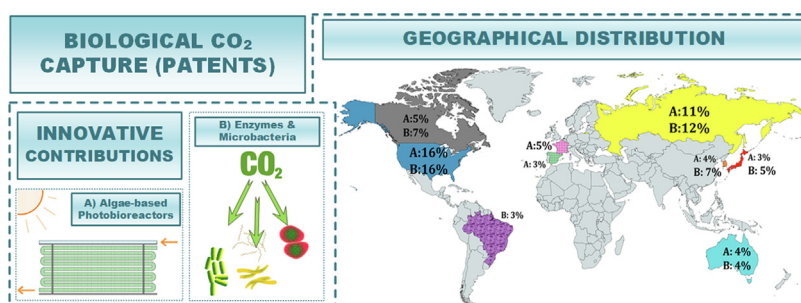 BIOLOGICAL CO₂
CAPTURE (PATENTS)
GEOGRAPHICAL DISTRIBUTION
INNOVATIVE
CONTRIBUTIONS
A) Algae-based
Photobioreactors
B) Enzymes &
Microbacteria
CO₂
A:5%
B:7%
A:16%
B:16%
B: 3%
A:5%
A: 3%
A:11%
B:12%
A: 4%
B: 7%
A: 3%
B: 5%
A: 4%
B: 4%